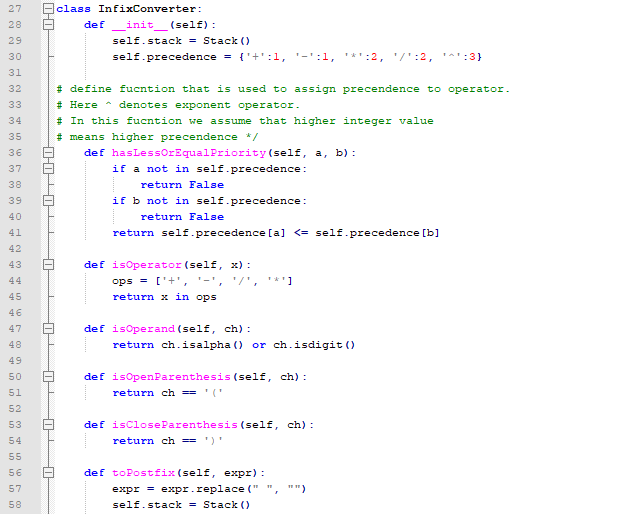 27 class InfixConverter:
28     def __init__(self):
29         self.stack = Stack()
30         self.precedence = {'+':1, '-':1, '*':2, '/':2, '^':3}
31
32 # define fucntion that is used to assign precendence to operator.
33 # Here ^ denotes exponent operator.
34 # In this fucntion we assume that higher integer value
35 # means higher precendence */
36     def hasLessOrEqualPriority(self, a, b):
37         if a not in self.precedence:
38             return False
39         if b not in self.precedence:
40             return False
41         return self.precedence[a] <= self.precedence[b]
42
43     def isOperator(self, x):
44         ops = ['+', '-', '/', '*']
45         return x in ops
46
47     def isOperand(self, ch):
48         return ch.isalpha() or ch.isdigit()
49
50     def isOpenParenthesis(self, ch):
51         return ch == '('
52
53     def isCloseParenthesis(self, ch):
54         return ch == ')'
55
56     def toPostfix(self, expr):
57         expr = expr.replace(" ", "")
58         self.stack = Stack()